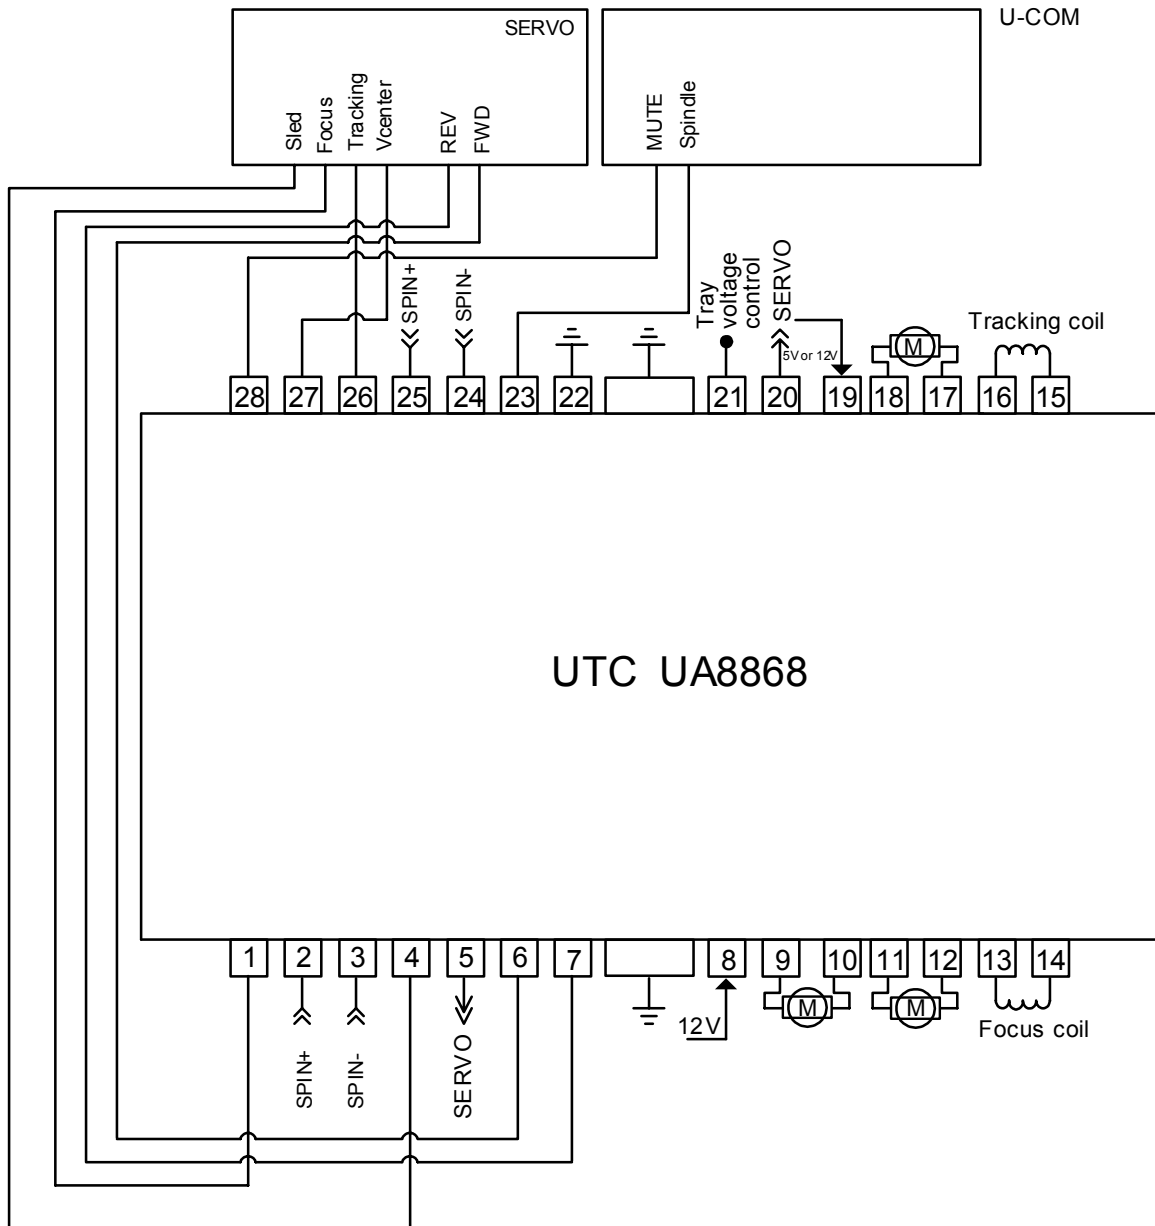 SERVO
U-COM
Sled
Focus
Tracking
Vcenter
REV
FWD
MUTE
Spindle
SPIN+
SPIN-
Tray
voltage
control
SERVO
5V or 12V
M
Tracking coil
28
27
26
25
24
23
22
21
20
19
18
17
16
15
UTC UA8868
1
2
3
4
5
6
7
8
9
10
11
12
13
14
SPIN+
SPIN-
SERVO
12V
M
M
Focus coil